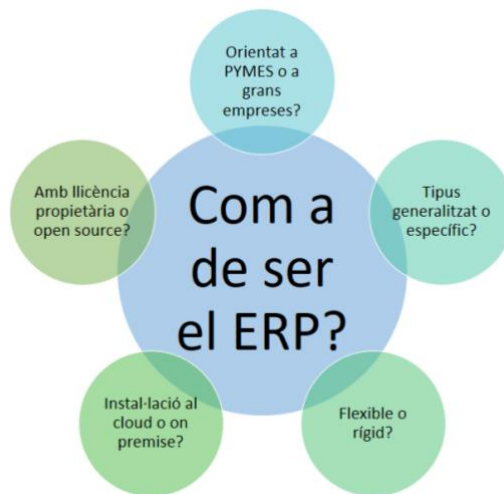 Orientat a
PYMES o a
grans
empreses?
Amb llicència
propietària o
open source?
Com a
de ser
el ERP?
Tipus
generalitzat o
específic?
Instal·lació al
cloud o on
premise?
Flexible o
rígid?